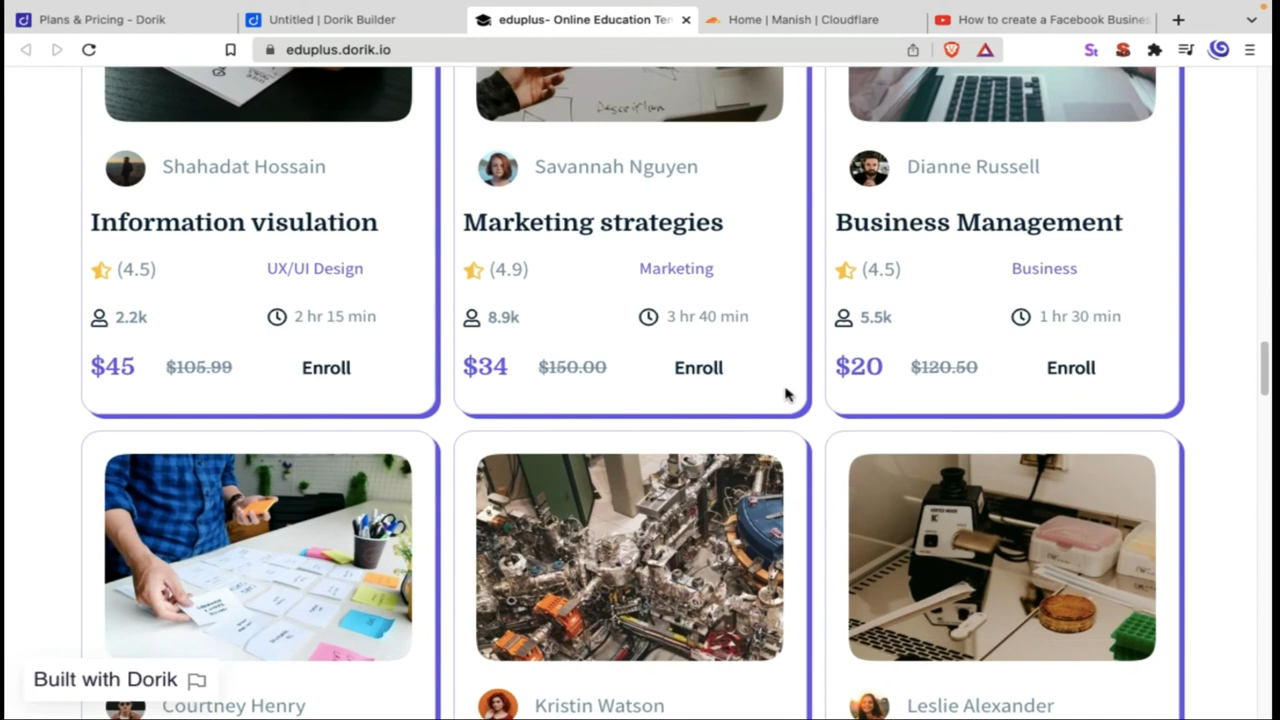 Plans & Pricing - Dorik
Untitled | Dorik Builder
eduplus- Online Education Ten
Home | Manish | Cloudflare
How to create a Facebook Busines
eduplus.dorik.io
Description
Shahadat Hossain
Savannah Nguyen
Dianne Russell
Information visulation
Marketing strategies
Business Management
(4.5)
UX/UI Design
(4.9)
Marketing
(4.5)
Business
2.2k
2 hr 15 min
8.9k
3 hr 40 min
5.5k
1 hr 30 min
$45
$105.99
Enroll
$34
$150.00
Enroll
$20
$120.50
Enroll
Built with Dorik
Courtney Henry
Kristin Watson
Leslie Alexander